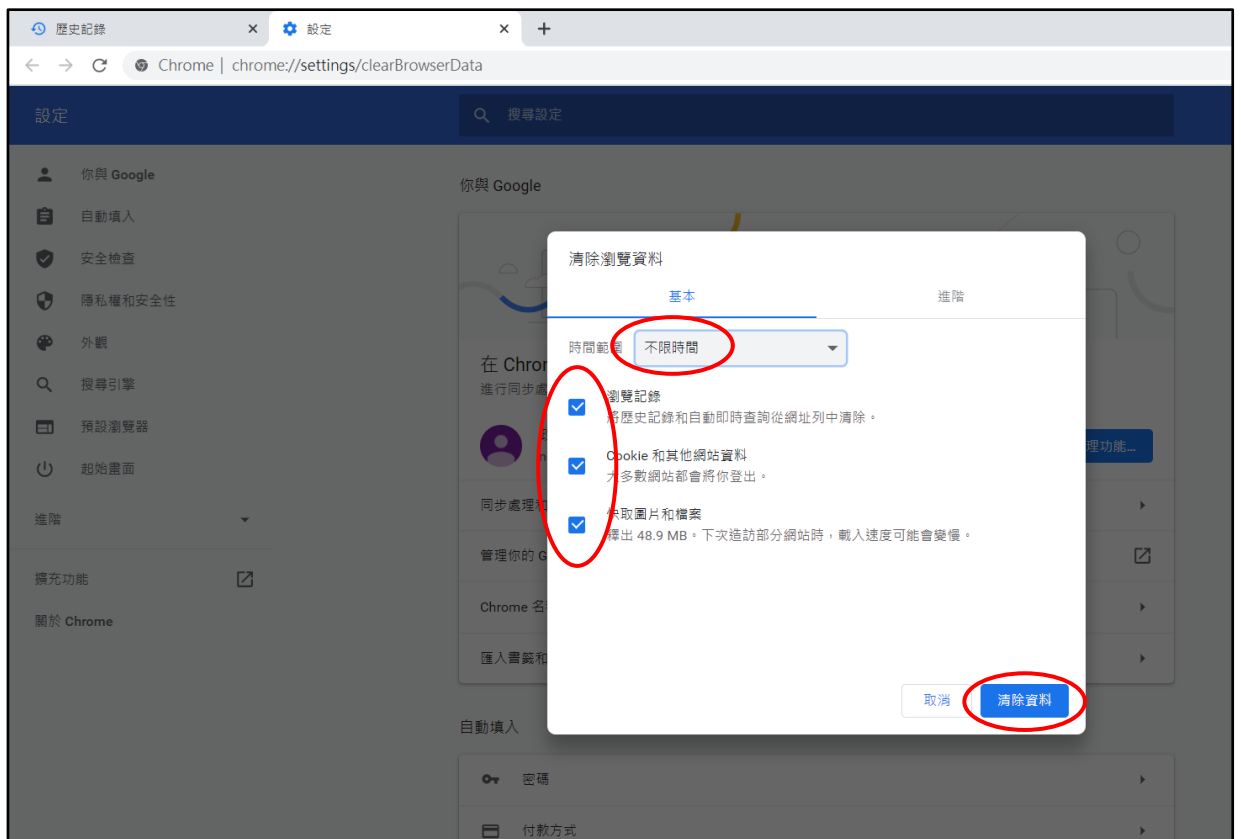 歷史記錄
設定
Chrome | chrome://settings/clearBrowserData
設定
搜尋設定
你與 Google
自動填入
安全檢查
隱私權和安全性
外觀
搜尋引擎
預設瀏覽器
起始畫面
進階
擴充功能
關於 Chrome
你與 Google
在 Chror
進行同步處
理功能...
同步處理和
管理你的 G
Chrome 名
匯入書籤和
清除瀏覽資料
基本
進階
時間範圍
不限時間
瀏覽記錄
將歷史記錄和自動即時查詢從網址列中清除。
Cookie 和其他網站資料
大多數網站都會將你登出。
快取圖片和檔案
釋出 48.9 MB。下次造訪部分網站時，載入速度可能會變慢。
取消
清除資料
自動填入
密碼
付款方式